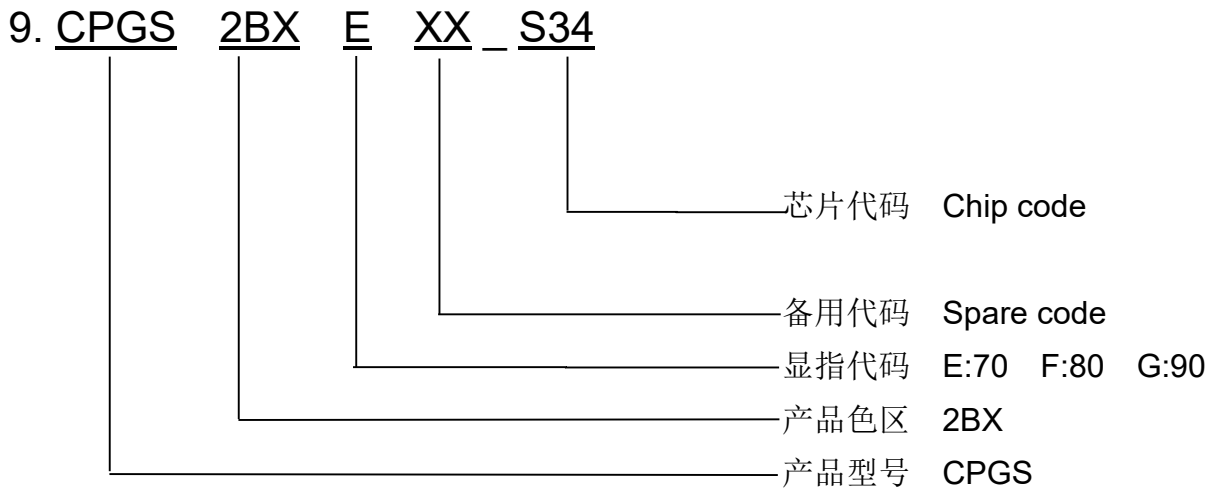 9. CPGS 2BX E XX _ S34
芯片代码 Chip code
备用代码 Spare code
显指代码 E:70 F:80 G:90
产品色区 2BX
产品型号 CPGS